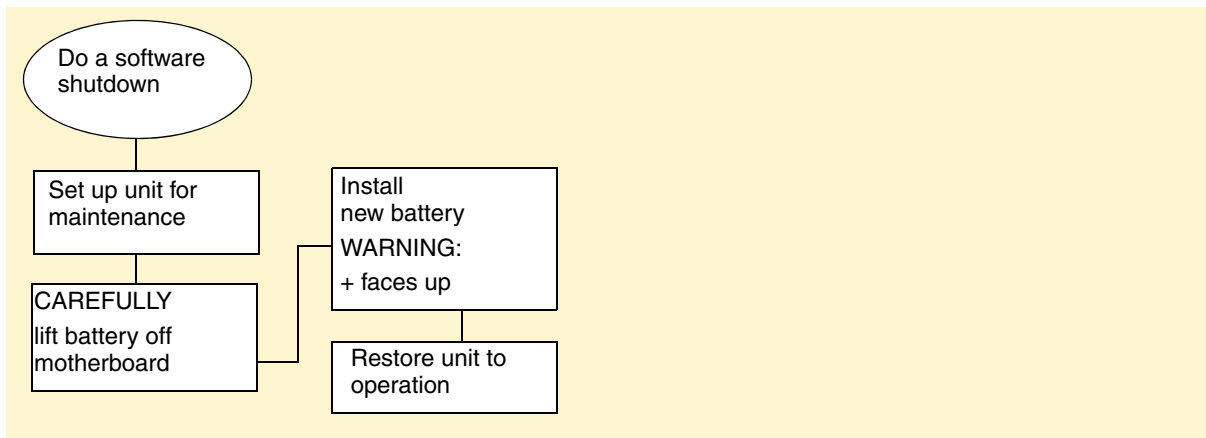 Do a software
shutdown
Set up unit for
maintenance
CAREFULLY
lift battery off
motherboard
Install
new battery
WARNING:
+ faces up
Restore unit to
operation